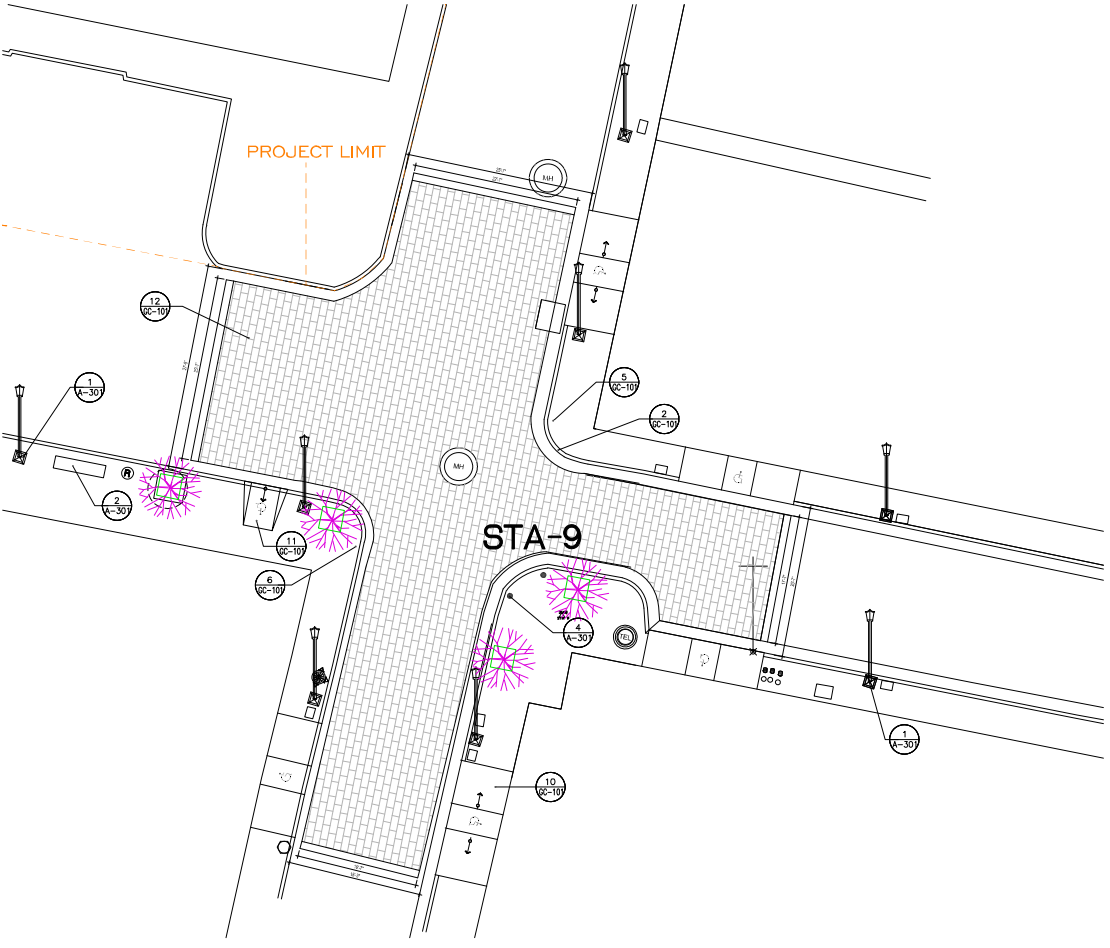 MH
PROJECT LIMIT
12
GC-101
5
GC-101
1
A-301
2
GC-101
MH
R
2
A-301
STA-9
11
GC-101
6
GC-101
4
A-301
TEL
1
A-301
10
GC-101